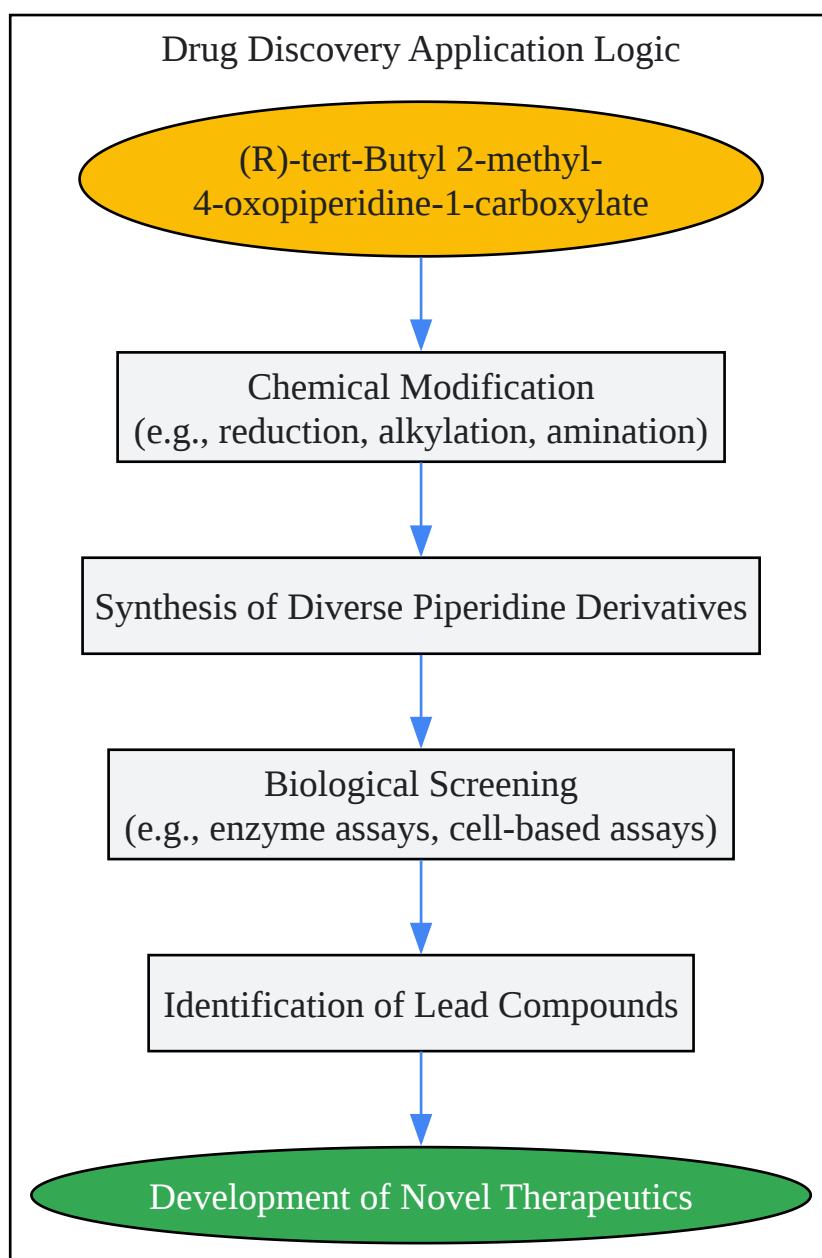 Drug Discovery Application Logic
(R)-tert-Butyl 2-methyl-
4-oxopiperidine-1-carboxylate
Chemical Modification
(e.g., reduction, alkylation, amination)
Synthesis of Diverse Piperidine Derivatives
Biological Screening
(e.g., enzyme assays, cell-based assays)
Identification of Lead Compounds
Development of Novel Therapeutics